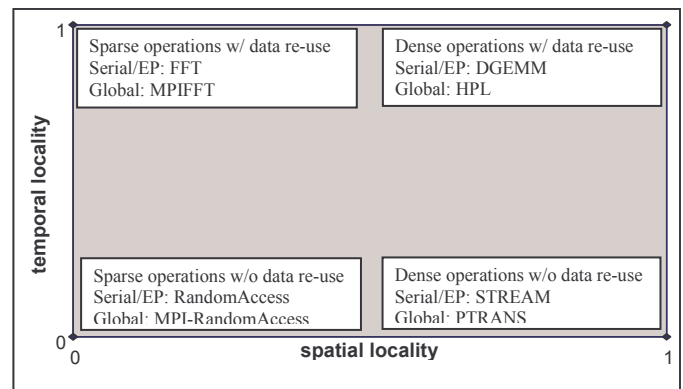 1
Sparse operations w/ data re-use
Serial/EP: FFT
Global: MPIFFT
Dense operations w/ data re-use
Serial/EP: DGEMM
Global: HPL
temporal locality
Sparse operations w/o data re-use
Serial/EP: RandomAccess
Global: MPI-RandomAccess
Dense operations w/o data re-use
Serial/EP: STREAM
Global: PTRANS
0
0
spatial locality
1